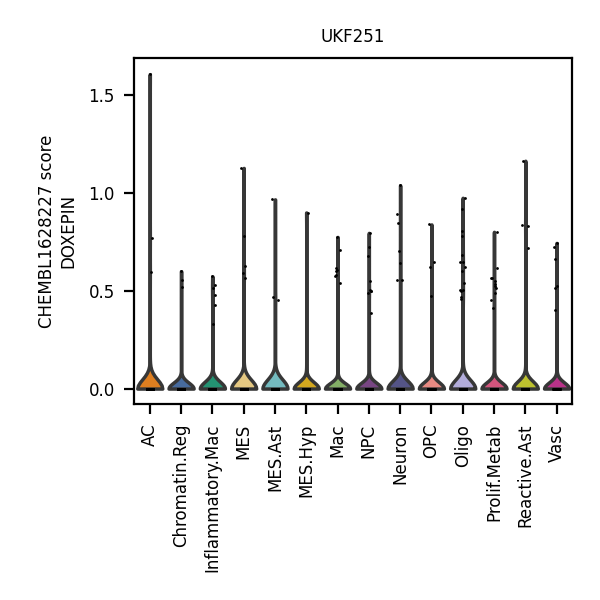 UKF251
CHEMBL1628227 score
DOXEPIN
1.5
1.0
0.5
0.0
AC
Chromatin.Reg
Inflammatory.Mac
MES
MES.Ast
MES.Hyp
Mac
NPC
Neuron
OPC
Oligo
Prolif.Metab
Reactive.Ast
Vasc